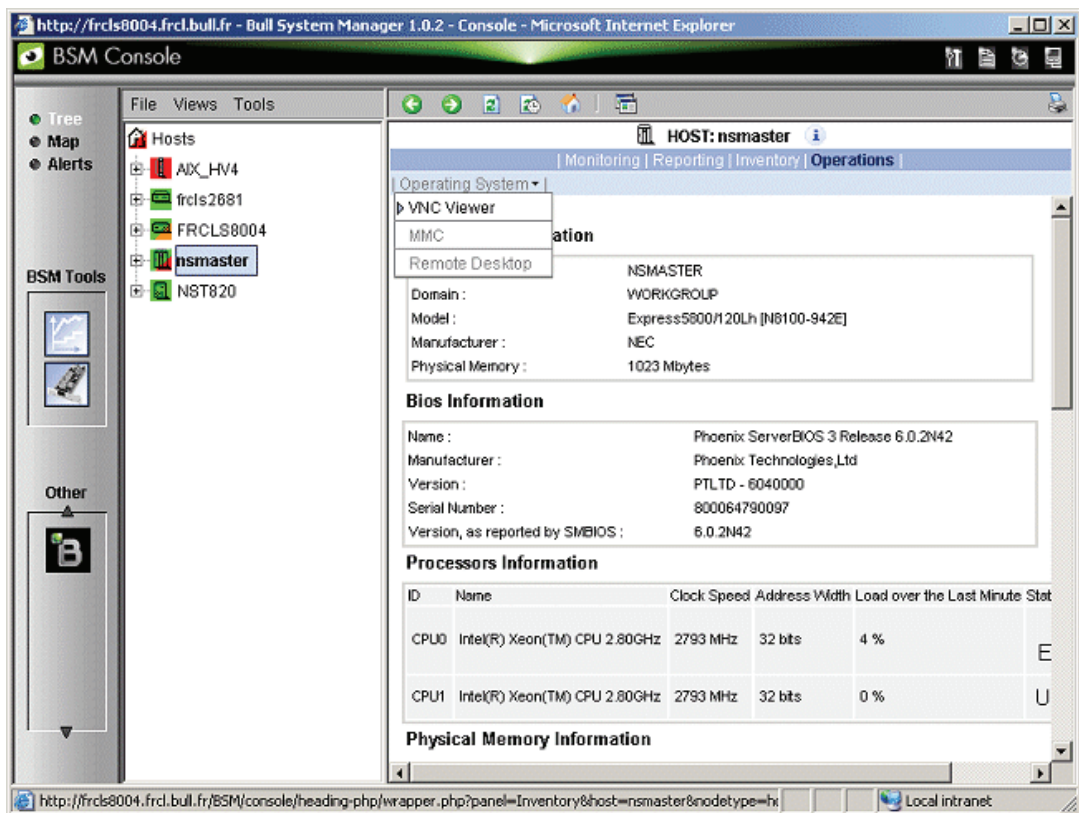 http://frcls8004.frcl.bull.fr - Bull System Manager 1.0.2 - Console - Microsoft Internet Explorer
BSM Console
Tree
Map
Alerts
BSM Tools
Other
File Views Tools
Hosts
AIX_HV4
frcls2681
FRCLS8004
nsmaster
NST820
HOST: nsmaster
| Monitoring | Reporting | Inventory | Operations |
| Operating System |
VNC Viewer
MMC
Remote Desktop
ation
NSMASTER
Domain : WORKGROUP
Model : Express5800/120Lh [N8100-942E]
Manufacturer : NEC
Physical Memory : 1023 Mbytes
Bios Information
Name : Phoenix ServerBIOS 3 Release 6.0.2N42
Manufacturer : Phoenix Technologies,Ltd
Version : PTLTD - 6040000
Serial Number : 800064790097
Version, as reported by SMBIOS : 6.0.2N42
Processors Information
ID Name Clock Speed Address Width Load over the Last Minute Stat
CPU0 Intel(R) Xeon(TM) CPU 2.80GHz 2793 MHz 32 bits 4 % E
CPU1 Intel(R) Xeon(TM) CPU 2.80GHz 2793 MHz 32 bits 0 % U
Physical Memory Information
http://frcls8004.frcl.bull.fr/BSM/console/heading-php/wrapper.php?panel=Inventory&host=nsmaster&nodetype=h
Local intranet